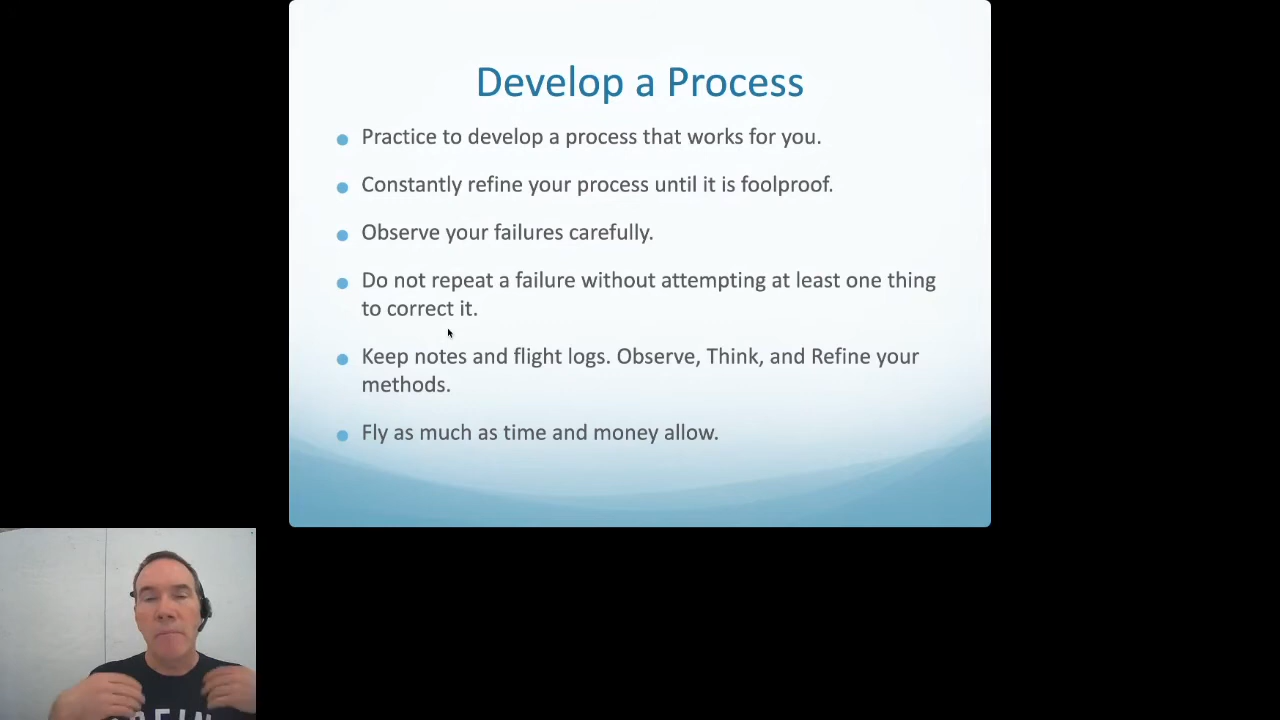 Develop a Process
Practice to develop a process that works for you.
Constantly refine your process until it is foolproof.
Observe your failures carefully.
Do not repeat a failure without attempting at least one thing
to correct it.
Keep notes and flight logs. Observe, Think, and Refine your
methods.
Fly as much as time and money allow.